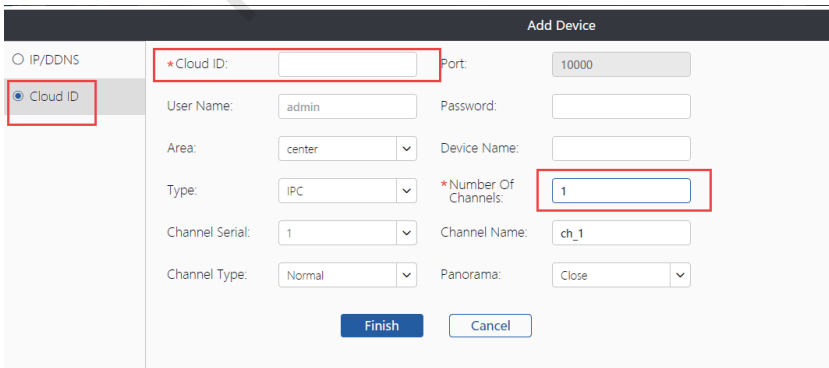 Add Device
IP/DDNS
Cloud ID
*Cloud ID:
Port: 10000
User Name: admin
Password:
Area: center
Device Name:
Type: IPC
*Number Of
Channels: 1
Channel Serial: 1
Channel Name: ch_1
Channel Type: Normal
Panorama: Close
Finish Cancel